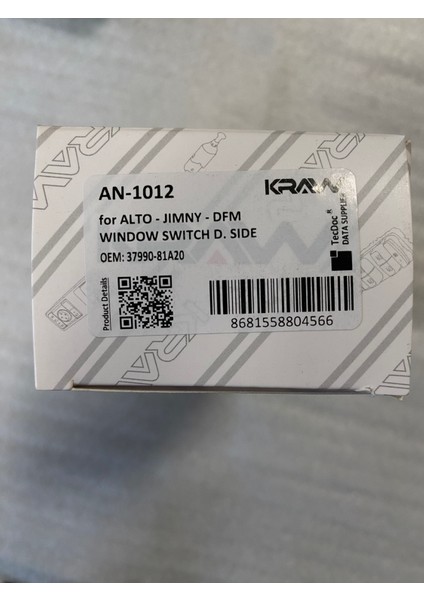 AN-1012
KRAW
for ALTO - JIMNY - DFM
WINDOW SWITCH D. SIDE
OEM: 37990-81A20
Product Details
8681558804566
TecDoc®
DATA SUPPLIER